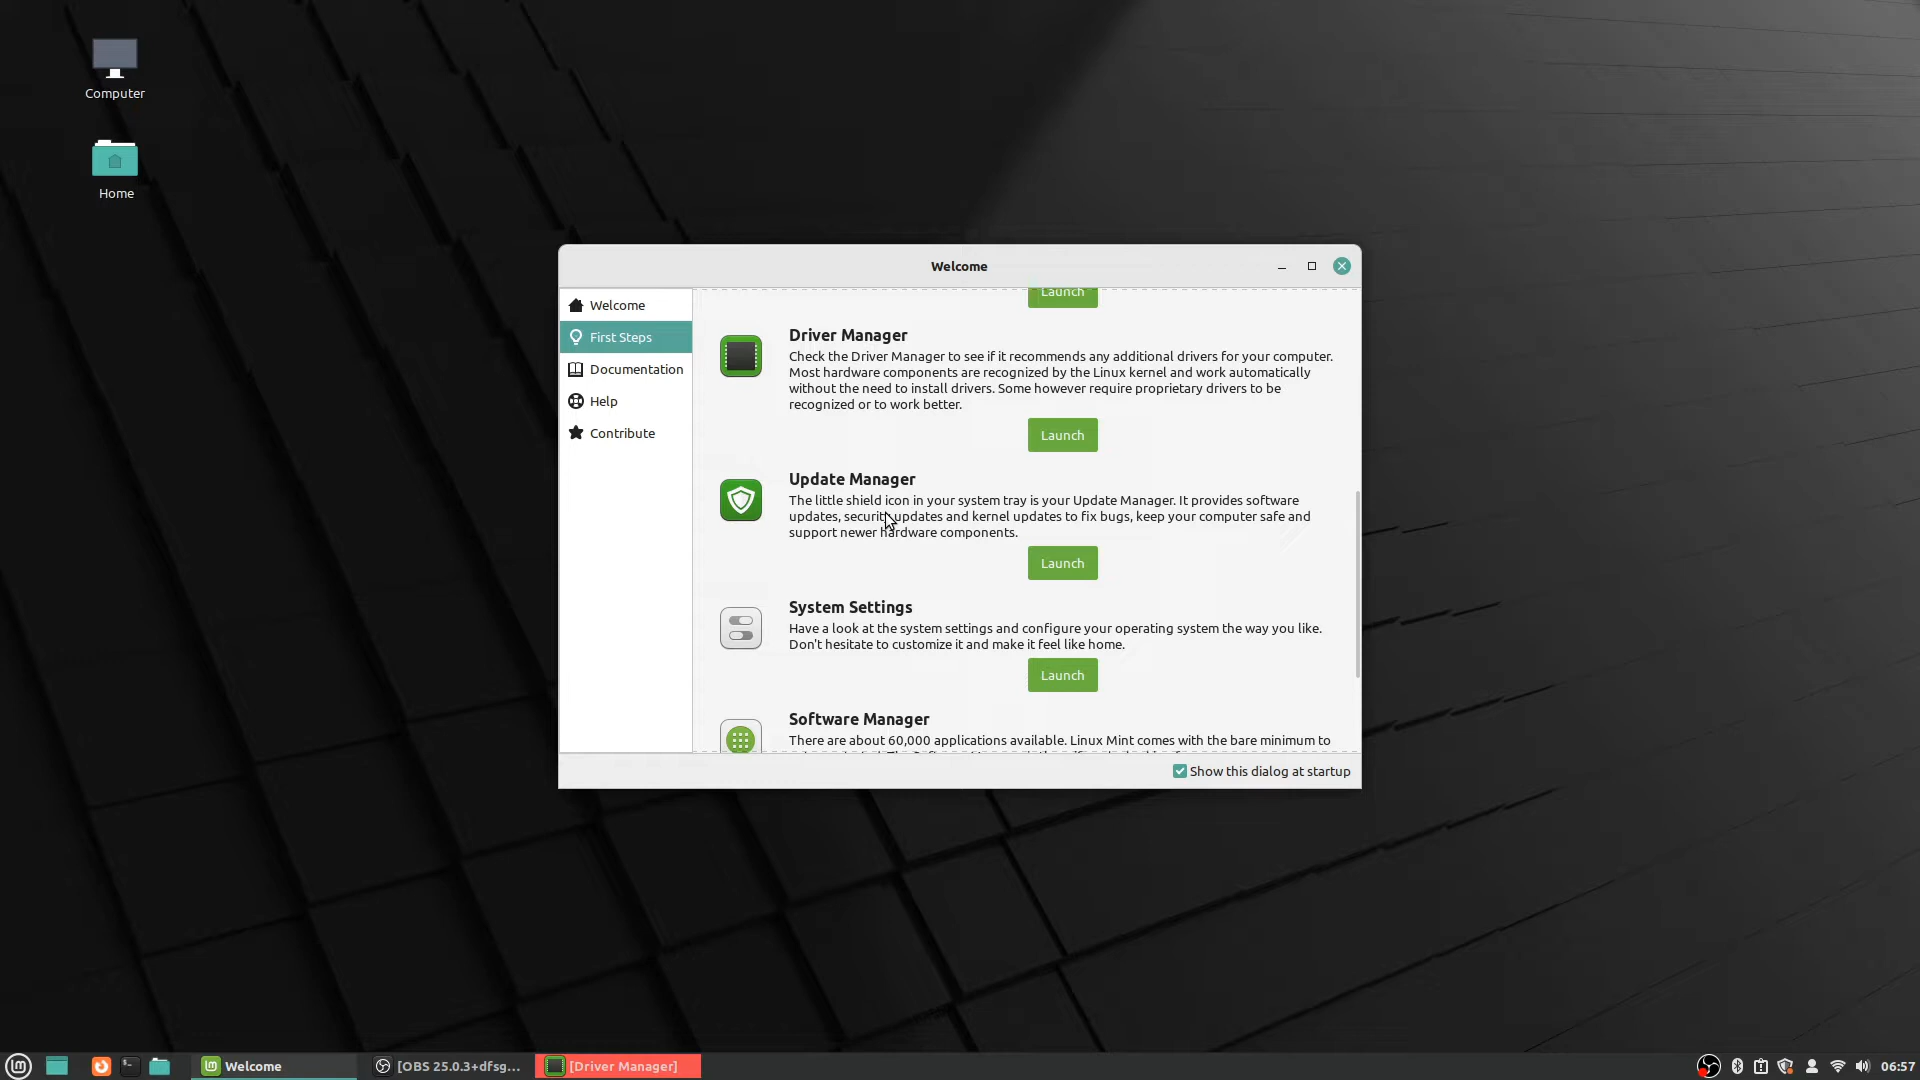 Computer
Home
Welcome
Welcome
First Steps
Documentation
Help
Contribute
Launch
Driver Manager
Check the Driver Manager to see if it recommends any additional drivers for your computer.
Most hardware components are recognized by the Linux kernel and work automatically
without the need to install drivers. Some however require proprietary drivers to be
recognized or to work better.
Launch
Update Manager
The little shield icon in your system tray is your Update Manager. It provides software
updates, security updates and kernel updates to fix bugs, keep your computer safe and
support newer hardware components.
Launch
System Settings
Have a look at the system settings and configure your operating system the way you like.
Don't hesitate to customize it and make it feel like home.
Launch
Software Manager
There are about 60,000 applications available. Linux Mint comes with the bare minimum to
Show this dialog at startup
Welcome
[OBS 25.0.3+dfsg...
[Driver Manager]
06:57